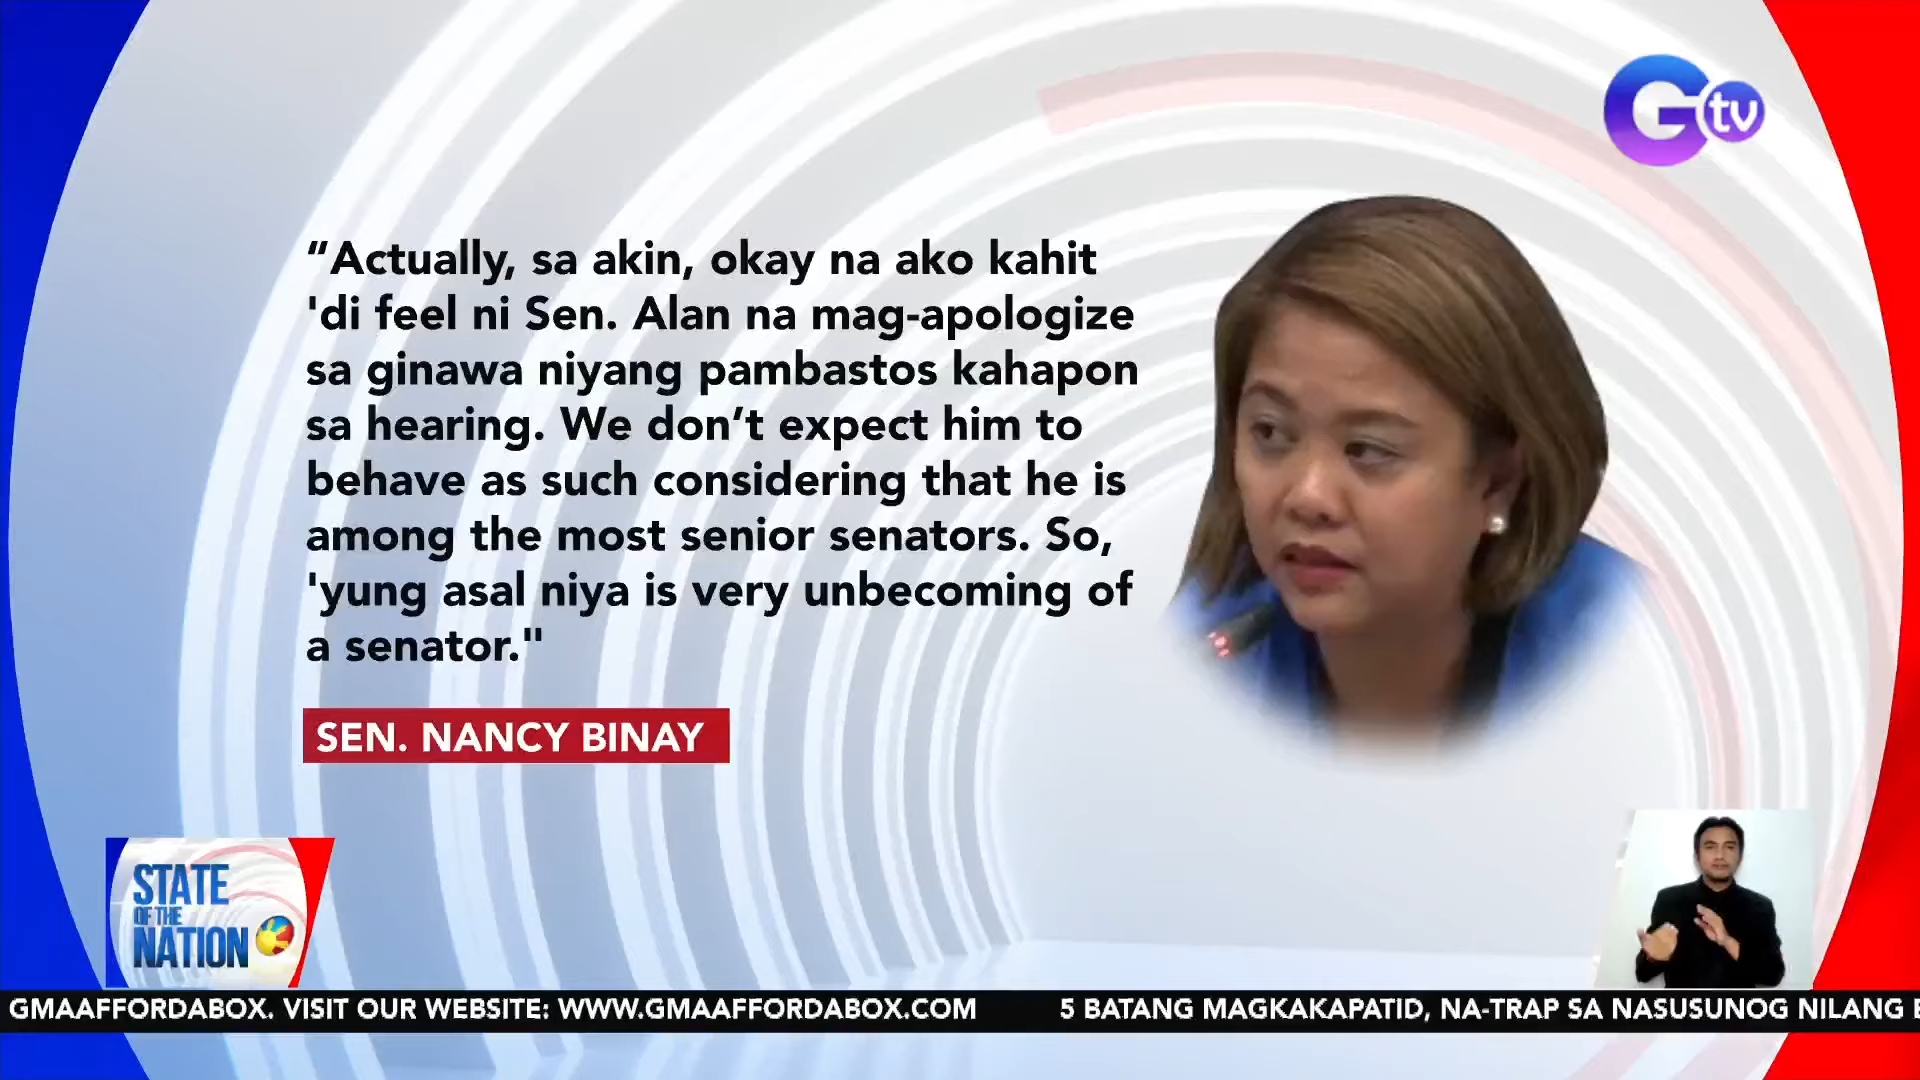 Gtv
“Actually, sa akin, okay na ako kahit
'di feel ni Sen. Alan na mag-apologize
sa ginawa niyang pambastos kahapon
sa hearing. We don’t expect him to
behave as such considering that he is
among the most senior senators. So,
'yung asal niya is very unbecoming of
a senator."
SEN. NANCY BINAY
STATE
OF THE
NATION
GMAAFFORDABOX. VISIT OUR WEBSITE: WWW.GMAAFFORDABOX.COM 5 BATANG MAGKAKAPATID, NA-TRAP SA NASUSUNOG NILANG